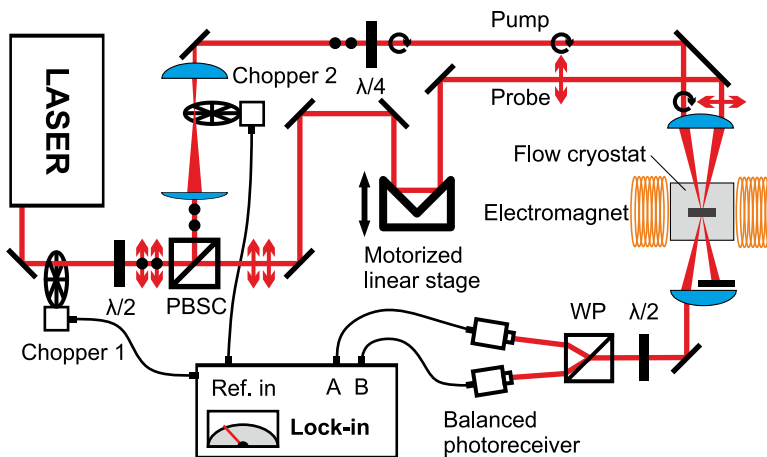 LASER
Chopper 2
λ/4
Pump
Probe
Flow cryostat
Electromagnet
Motorized
linear stage
λ/2
PBSC
Chopper 1
WP
λ/2
Ref. in
A
B
Lock-in
Balanced
photoreceiver